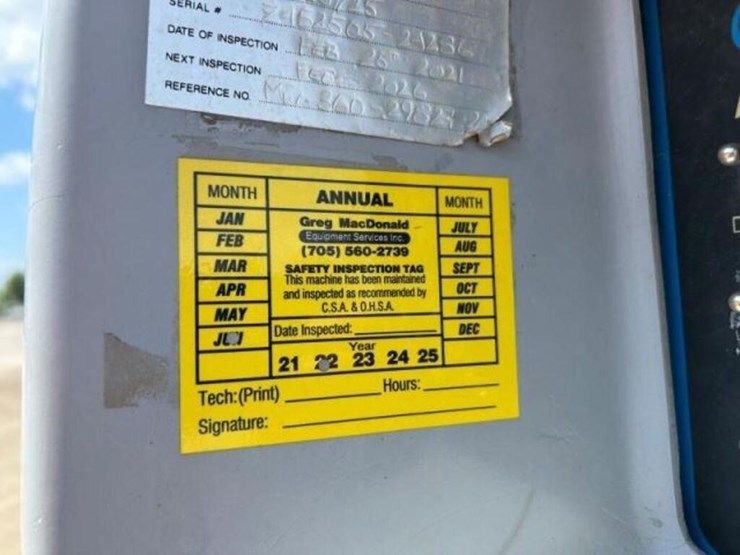 SERIAL #
DATE OF INSPECTION FEB 26 2021
NEXT INSPECTION FEB 2026
REFERENCE NO.
MONTH ANNUAL MONTH
JAN Greg MacDonald JULY
FEB Equipment Services Inc. AUG
(705) 560-2739
MAR SAFETY INSPECTION TAG SEPT
This machine has been maintained
APR and inspected as recommended by OCT
MAY C.S.A. & O.H.S.A. NOV
Date Inspected: DEC
Year
21 22 23 24 25
Tech:(Print) Hours:
Signature: